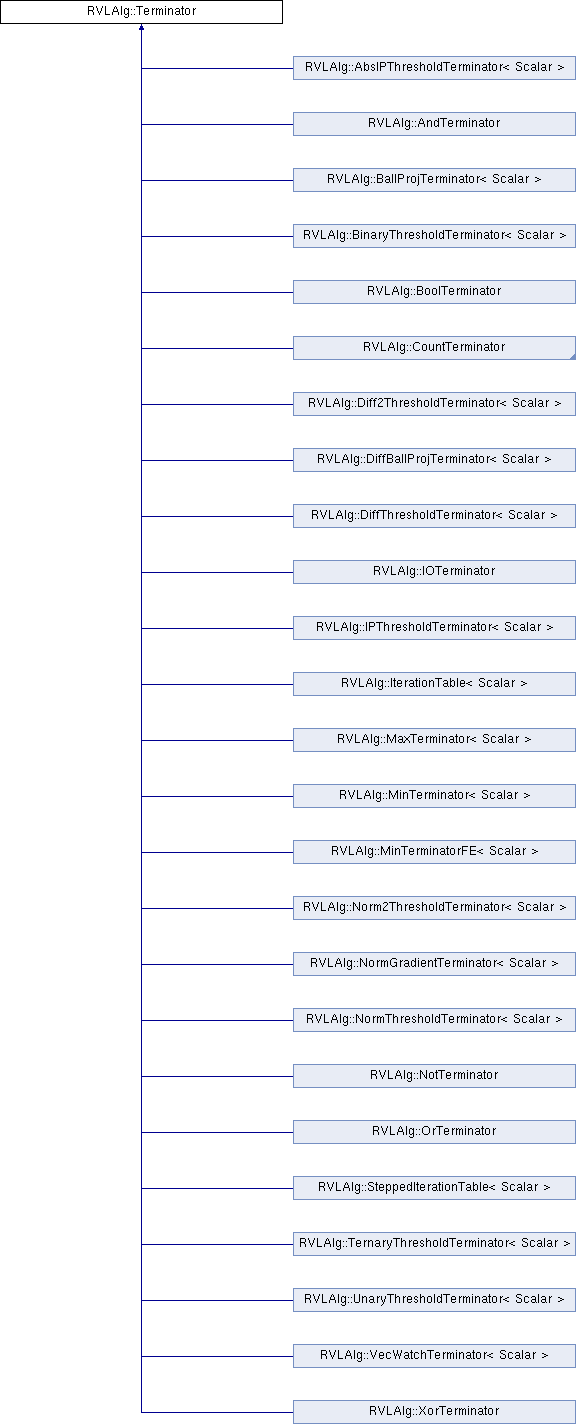 RVLAlg::Terminator
RVLAlg::AbsIPThresholdTerminator< Scalar >
RVLAlg::AndTerminator
RVLAlg::BallProjTerminator< Scalar >
RVLAlg::BinaryThresholdTerminator< Scalar >
RVLAlg::BoolTerminator
RVLAlg::CountTerminator
RVLAlg::Diff2ThresholdTerminator< Scalar >
RVLAlg::DiffBallProjTerminator< Scalar >
RVLAlg::DiffThresholdTerminator< Scalar >
RVLAlg::IOTerminator
RVLAlg::IPThresholdTerminator< Scalar >
RVLAlg::IterationTable< Scalar >
RVLAlg::MaxTerminator< Scalar >
RVLAlg::MinTerminator< Scalar >
RVLAlg::MinTerminatorFE< Scalar >
RVLAlg::Norm2ThresholdTerminator< Scalar >
RVLAlg::NormGradientTerminator< Scalar >
RVLAlg::NormThresholdTerminator< Scalar >
RVLAlg::NotTerminator
RVLAlg::OrTerminator
RVLAlg::SteppedIterationTable< Scalar >
RVLAlg::TernaryThresholdTerminator< Scalar >
RVLAlg::UnaryThresholdTerminator< Scalar >
RVLAlg::VecWatchTerminator< Scalar >
RVLAlg::XorTerminator